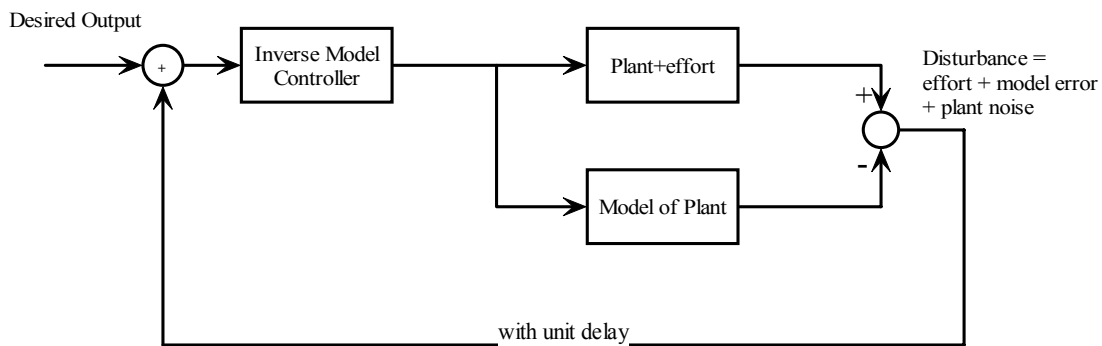 Desired Output
+
Inverse Model
Controller
Plant+effort
Disturbance =
effort + model error
+ plant noise
+
-
Model of Plant
with unit delay